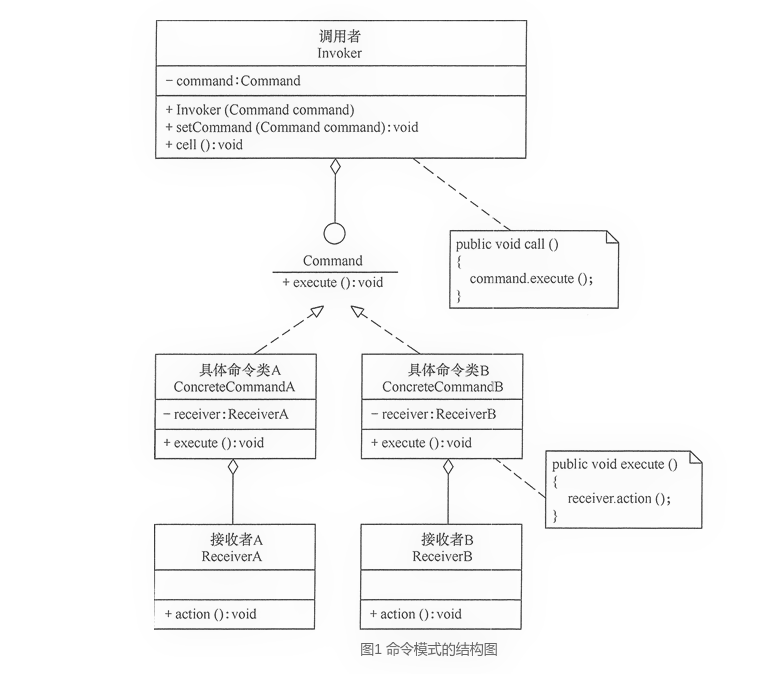 调用者
Invoker
− command:Command
+ Invoker (Command command)
+ setCommand (Command command):void
+ cell ():void
public void call ()
{
command.execute ();
}
Command
+ execute ():void
具体命令类A
ConcreteCommandA
− receiver:ReceiverA
+ execute ():void
具体命令类B
ConcreteCommandB
− receiver:ReceiverB
+ execute ():void
public void execute ()
{
receiver.action ();
}
接收者A
ReceiverA
+ action ():void
接收者B
ReceiverB
+ action ():void
图1 命令模式的结构图